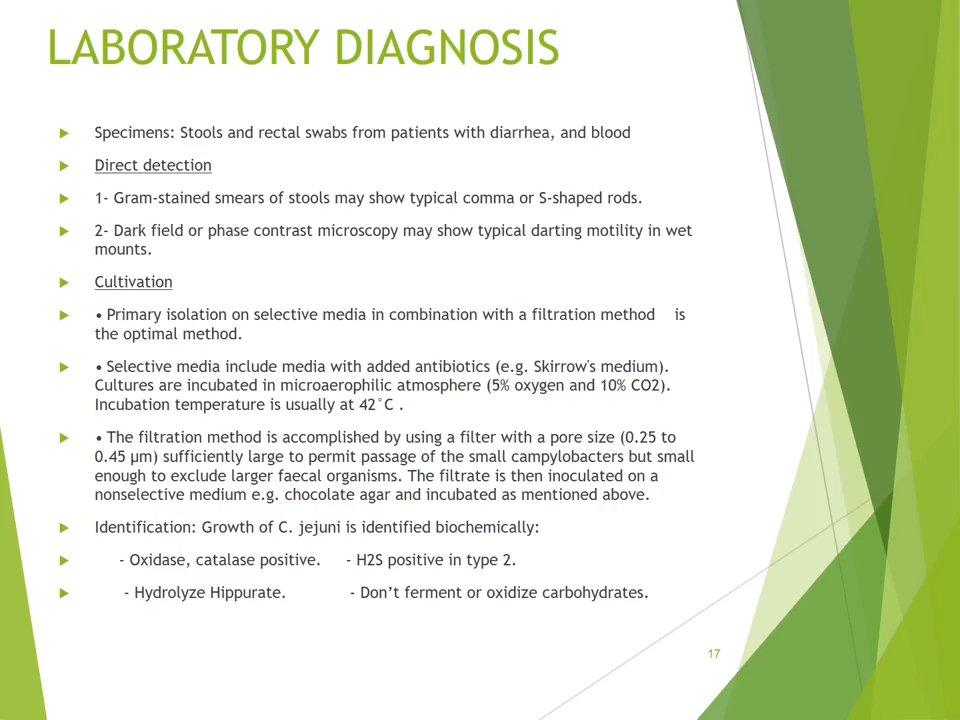 LABORATORY DIAGNOSIS
Specimens: Stools and rectal swabs from patients with diarrhea, and blood
Direct detection
1- Gram-stained smears of stools may show typical comma or S-shaped rods.
2- Dark field or phase contrast microscopy may show typical darting motility in wet
mounts.
Cultivation
• Primary isolation on selective media in combination with a filtration method is
the optimal method.
• Selective media include media with added antibiotics (e.g. Skirrow's medium).
Cultures are incubated in microaerophilic atmosphere (5% oxygen and 10% CO2).
Incubation temperature is usually at 42°C .
• The filtration method is accomplished by using a filter with a pore size (0.25 to
0.45 μm) sufficiently large to permit passage of the small campylobacters but small
enough to exclude larger faecal organisms. The filtrate is then inoculated on a
nonselective medium e.g. chocolate agar and incubated as mentioned above.
Identification: Growth of C. jejuni is identified biochemically:
- Oxidase, catalase positive. - H2S positive in type 2.
- Hydrolyze Hippurate. - Don’t ferment or oxidize carbohydrates.
17